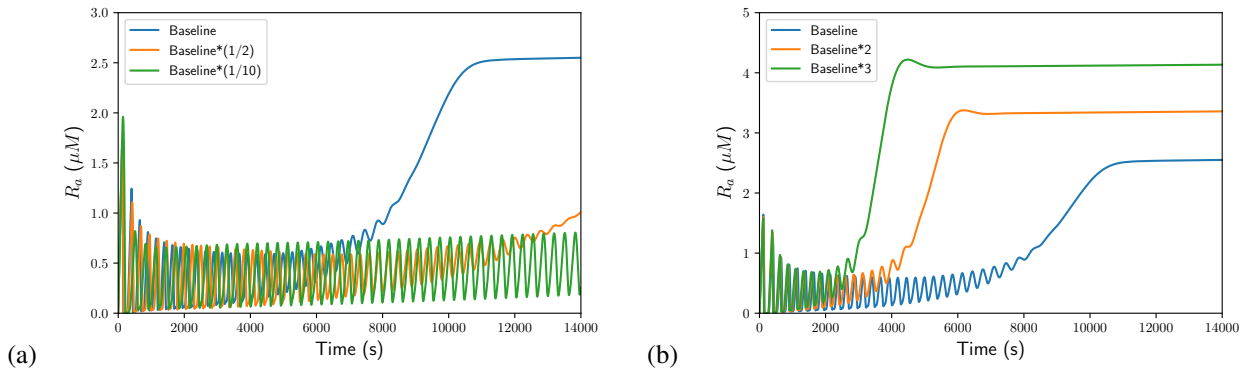 Baseline
Baseline*(1/2)
Baseline*(1/10)
3.0
2.5
2.0
1.5
1.0
0.5
0.0
R_a (μM)
0 2000 4000 6000 8000 10000 12000 14000
Time (s)
(a)
Baseline
Baseline*2
Baseline*3
5
4
3
2
1
0
R_a (μM)
0 2000 4000 6000 8000 10000 12000 14000
Time (s)
(b)